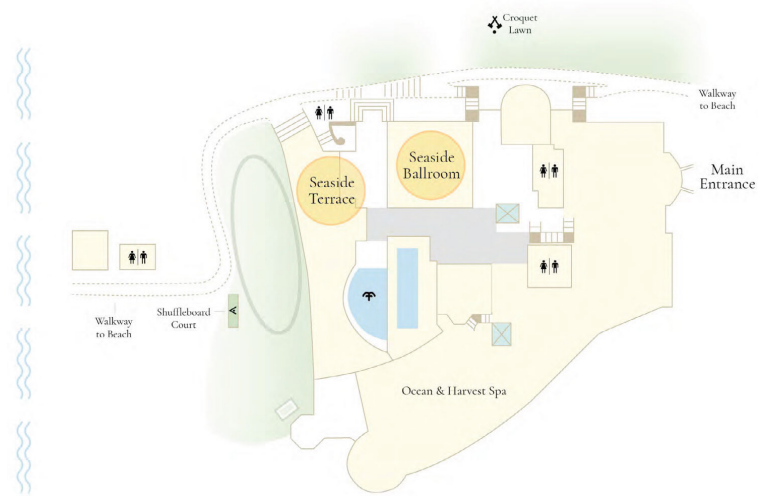 Croquet
Lawn
Walkway
to Beach
Main
Entrance
Seaside
Ballroom
Seaside
Terrace
Shuffleboard
Court
Walkway
to Beach
Ocean & Harvest Spa